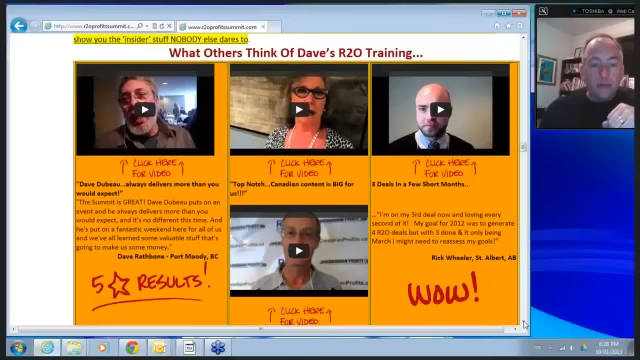 http://www.r2oprofitsummit.c...
www.r2oprofitsummit.com
TOSHIBA
Web Ca
show you the 'insider' stuff NOBODY else dares to.
What Others Think Of Dave's R2O Training...
↑ CLICK HERE ↑
FOR VIDEO
↑ CLICK HERE ↑
FOR VIDEO
↑ CLICK HERE ↑
FOR VIDEO
"Dave Dubeau...always delivers more than you
would expect!"
"The Summit is GREAT! Dave Dubeau puts on
an event and he always delivers more than you
would expect, and it's no different this time. And
he's put on a fantastic weekend here for all of us
and we've all learned some valuable stuff that's
going to make us some money."
Dave Rathbone - Port Moody, BC
5 ☆ RESULTS!
"Top Notch...Canadian content is BIG for
us!!!"
↑ CLICK HERE ↑
FOR VIDEO
3 Deals In a Few Short Months...
..."I'm on my 3rd deal now and loving every
second of it! My goal for 2012 was to generate
4 R2O deals but with 3 done & it only being
March I might need to reassess my goals!"
Rick Wheeler, St. Albert, AB
WOW!